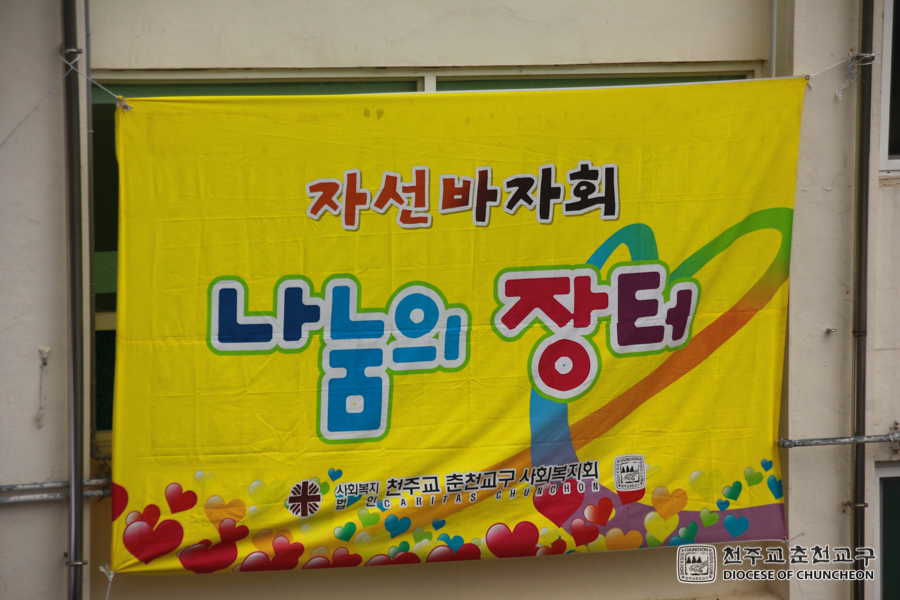 자선바자회
나눔의 장터
사회복지
법인
천주교 춘천교구 사회복지회
CARITAS CHUNCHON
천주교춘천교구
DIOCESE OF CHUNCHEON